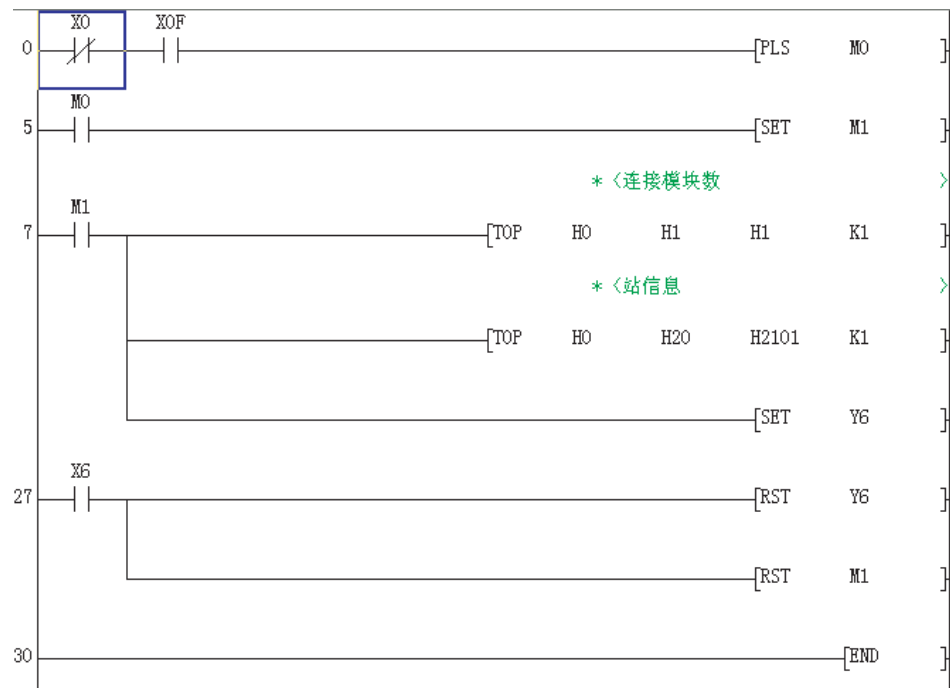 X0 X0F
0 [PLS M0 ]
M0
5 [SET M1 ]
*<连接模块数 >
M1
7 [TOP H0 H1 H1 K1 ]
*<站信息 >
[TOP H0 H20 H2101 K1 ]
[SET Y6 ]
X6
27 [RST Y6 ]
[RST M1 ]
30 [END ]